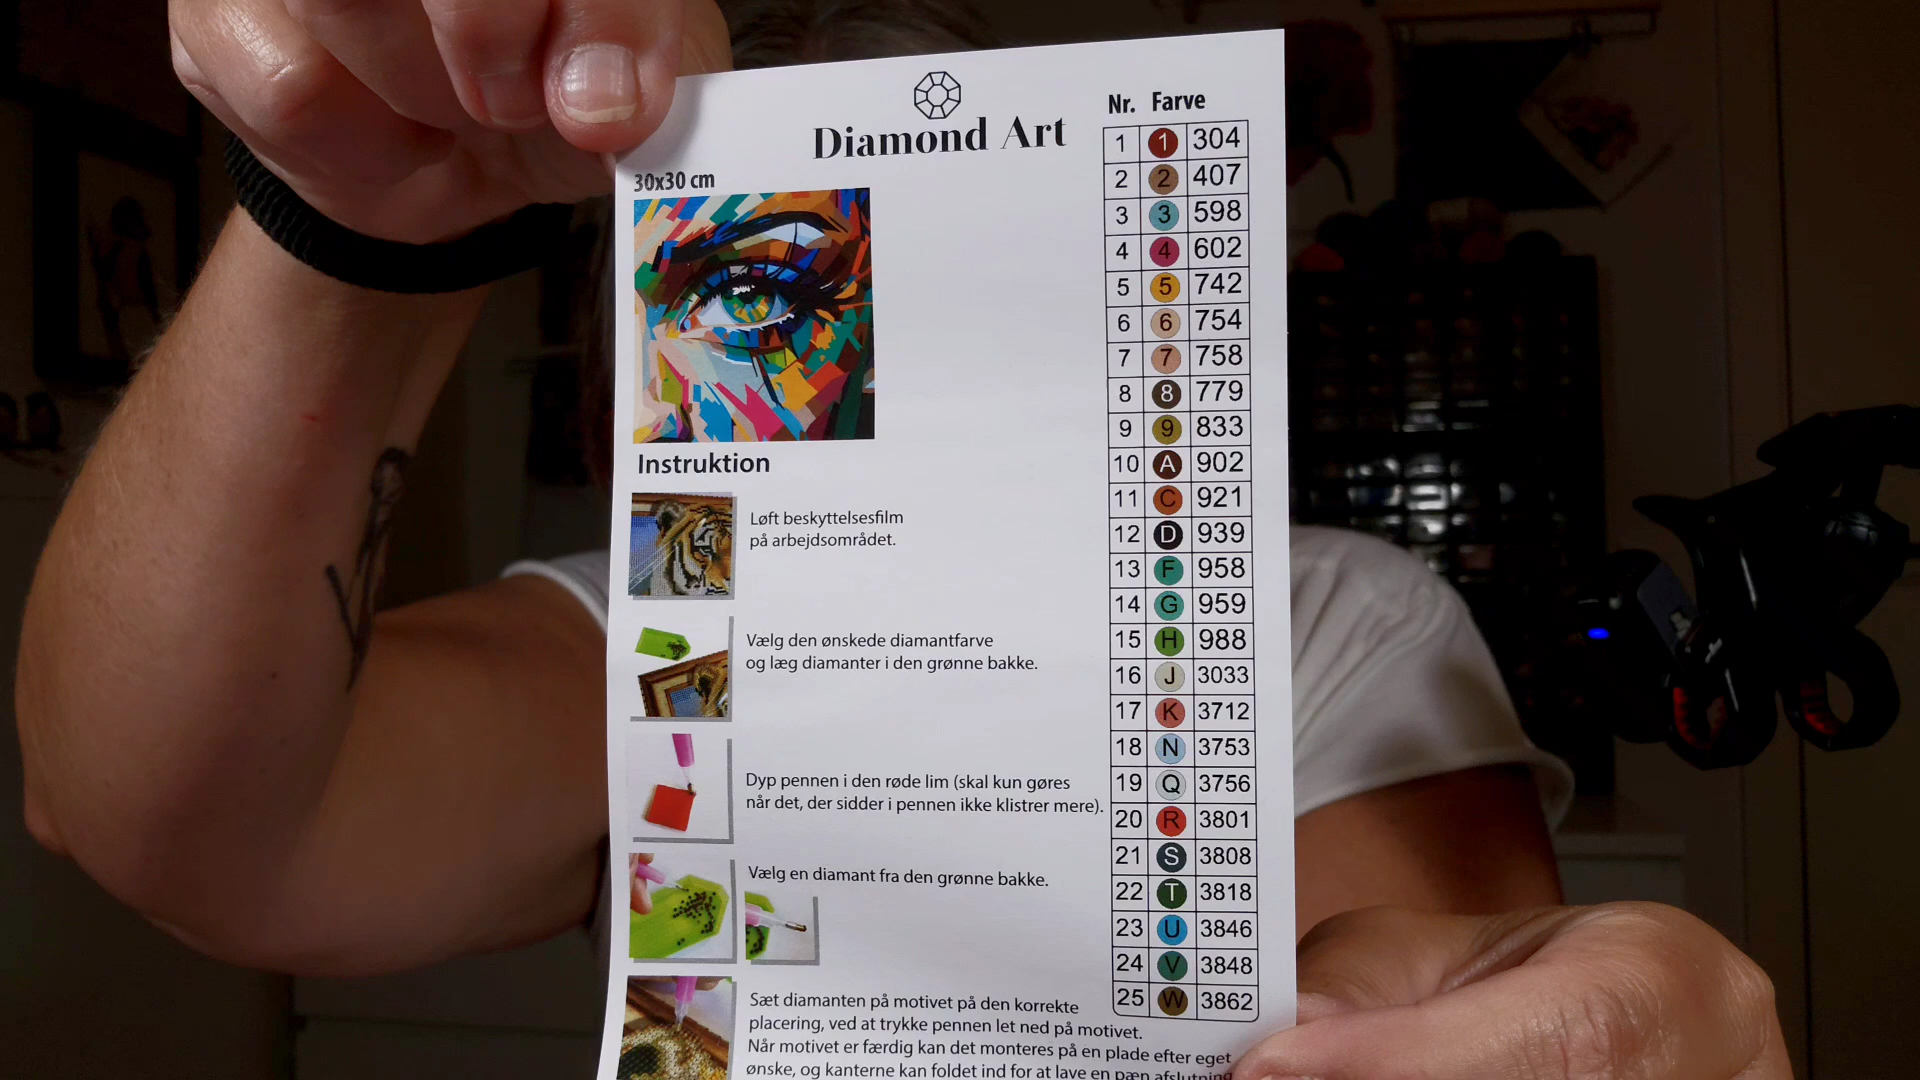 Diamond Art
30x30 cm
Instruktion
Løft beskyttelsesfilm
på arbejdsområdet.
Vælg den ønskede diamantfarve
og læg diamanter i den grønne bakke.
Dyp pennen i den røde lim (skal kun gøres
når det, der sidder i pennen ikke klistrer mere).
Vælg en diamant fra den grønne bakke.
Sæt diamanten på motivet på den korrekte
placering, ved at trykke pennen let ned på motivet.
Når motivet er færdig kan det monteres på en plade efter eget
ønske, og kanterne kan foldet ind for at lave en pæn afslutning
Nr. Farve
1 1 304
2 2 407
3 3 598
4 4 602
5 5 742
6 6 754
7 7 758
8 8 779
9 9 833
10 A 902
11 C 921
12 D 939
13 F 958
14 G 959
15 H 988
16 J 3033
17 K 3712
18 N 3753
19 Q 3756
20 R 3801
21 S 3808
22 T 3818
23 U 3846
24 V 3848
25 W 3862